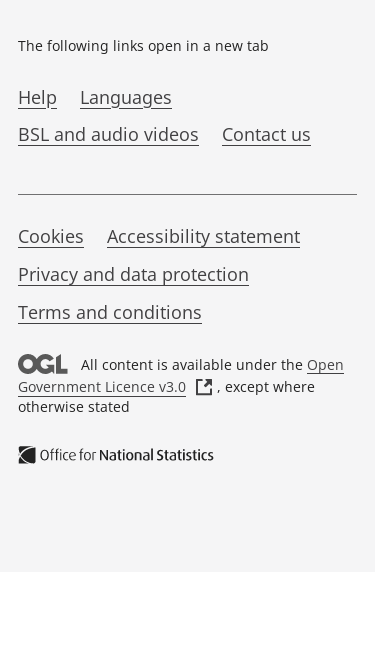 The following links open in a new tab
Help Languages
BSL and audio videos Contact us
Cookies Accessibility statement
Privacy and data protection
Terms and conditions
OGL All content is available under the Open
Government Licence v3.0 , except where
otherwise stated
Office for National Statistics